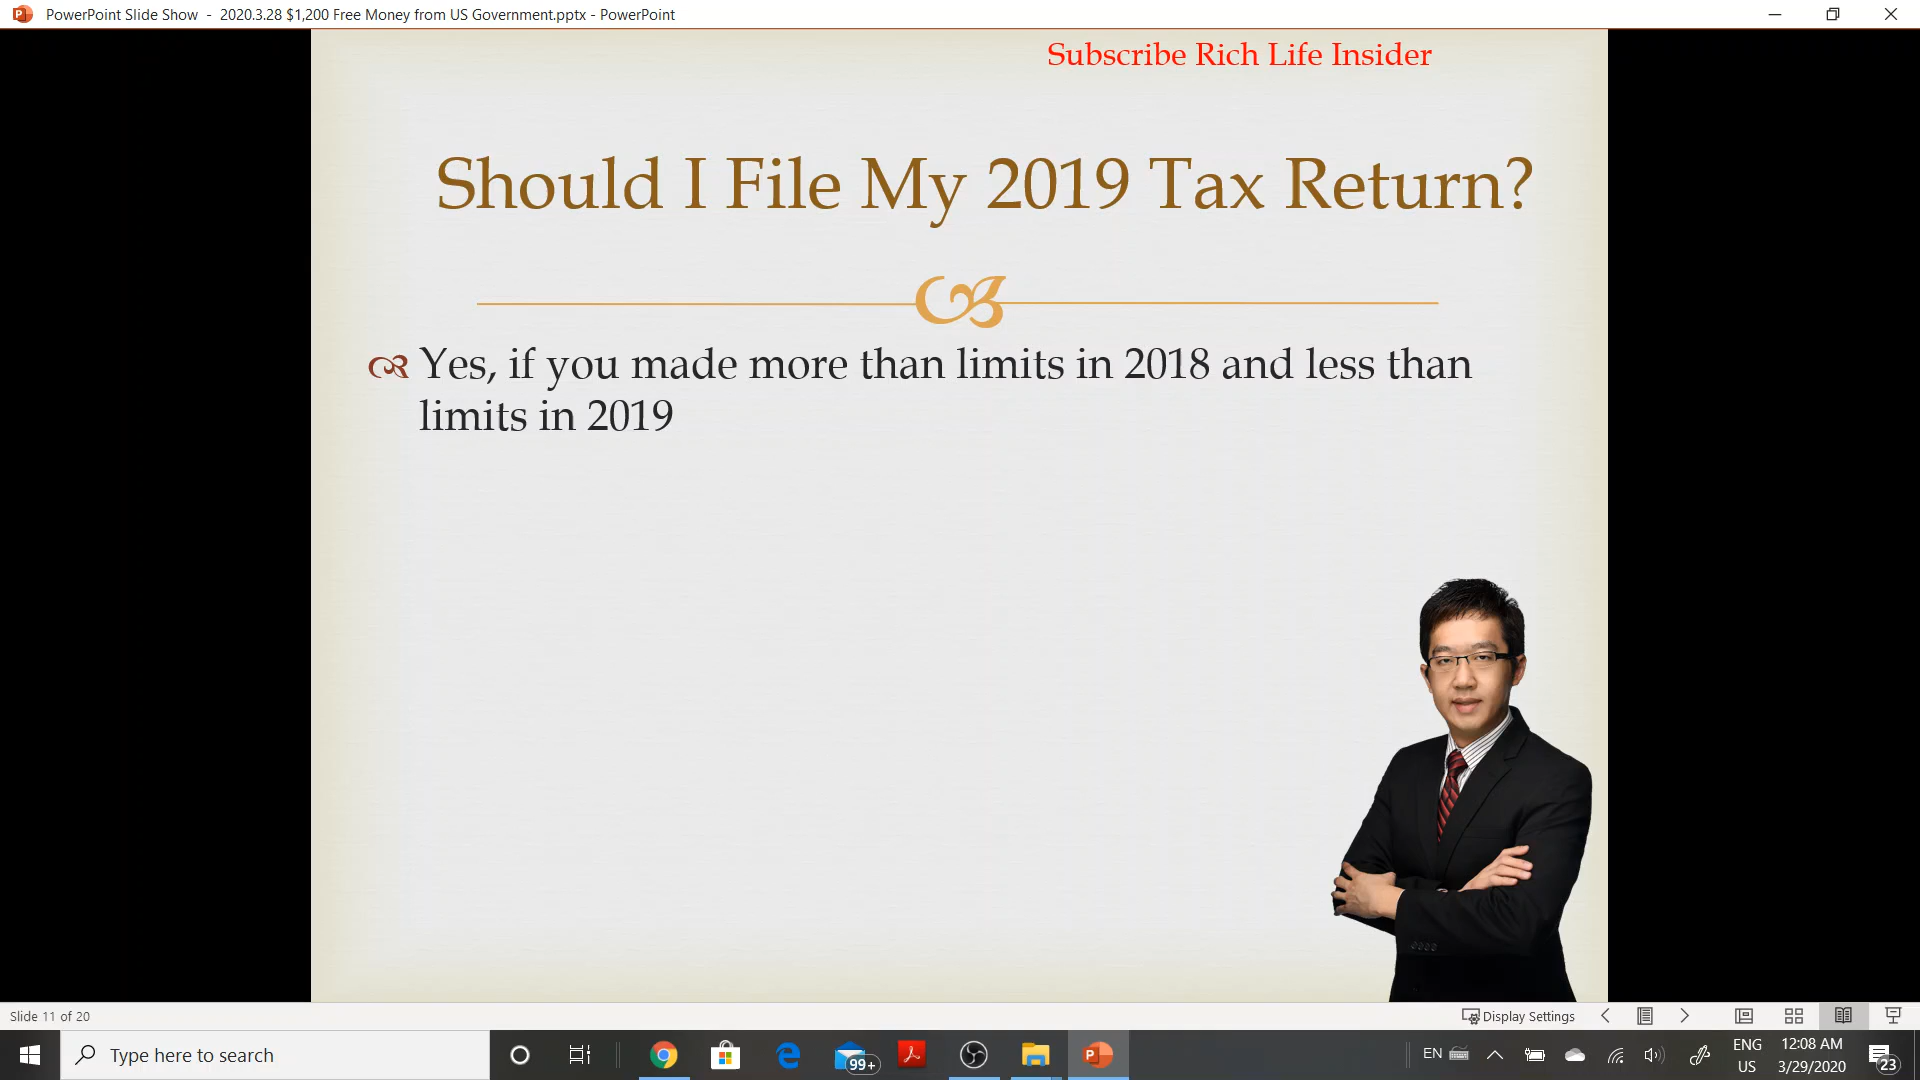 PowerPoint Slide Show - 2020.3.28 $1,200 Free Money from US Government.pptx - PowerPoint
Subscribe Rich Life Insider
Should I File My 2019 Tax Return?
Yes, if you made more than limits in 2018 and less than
limits in 2019
Slide 11 of 20
Display Settings
Type here to search
99+
EN
ENG
US
12:08 AM
3/29/2020
23